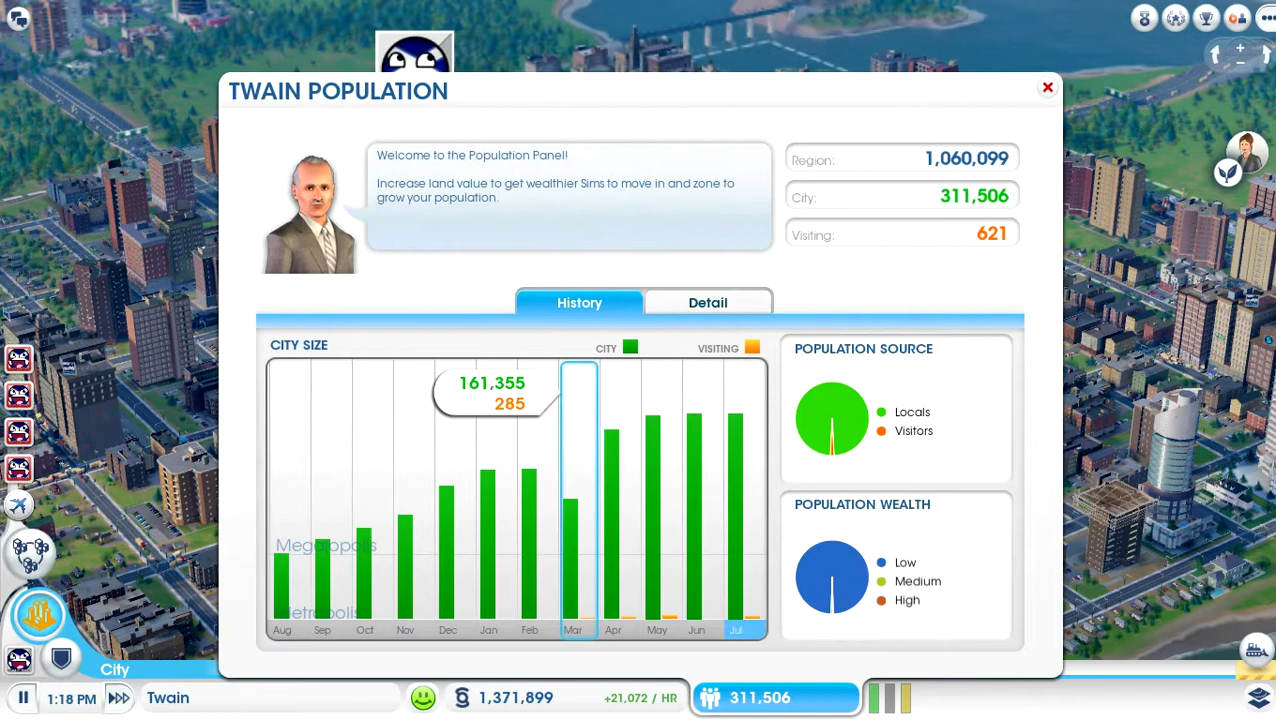 TWAIN POPULATION
Welcome to the Population Panel!
Increase land value to get wealthier Sims to move in and zone to
grow your population.
Region: 1,060,099
City: 311,506
Visiting: 621
History Detail
CITY SIZE
CITY VISITING
161,355
285
Megalopolis
Metropolis
Aug Sep Oct Nov Dec Jan Feb Mar Apr May Jun Jul
POPULATION SOURCE
Locals
Visitors
POPULATION WEALTH
Low
Medium
High
City
1:18 PM Twain 1,371,899 +21,072 / HR 311,506